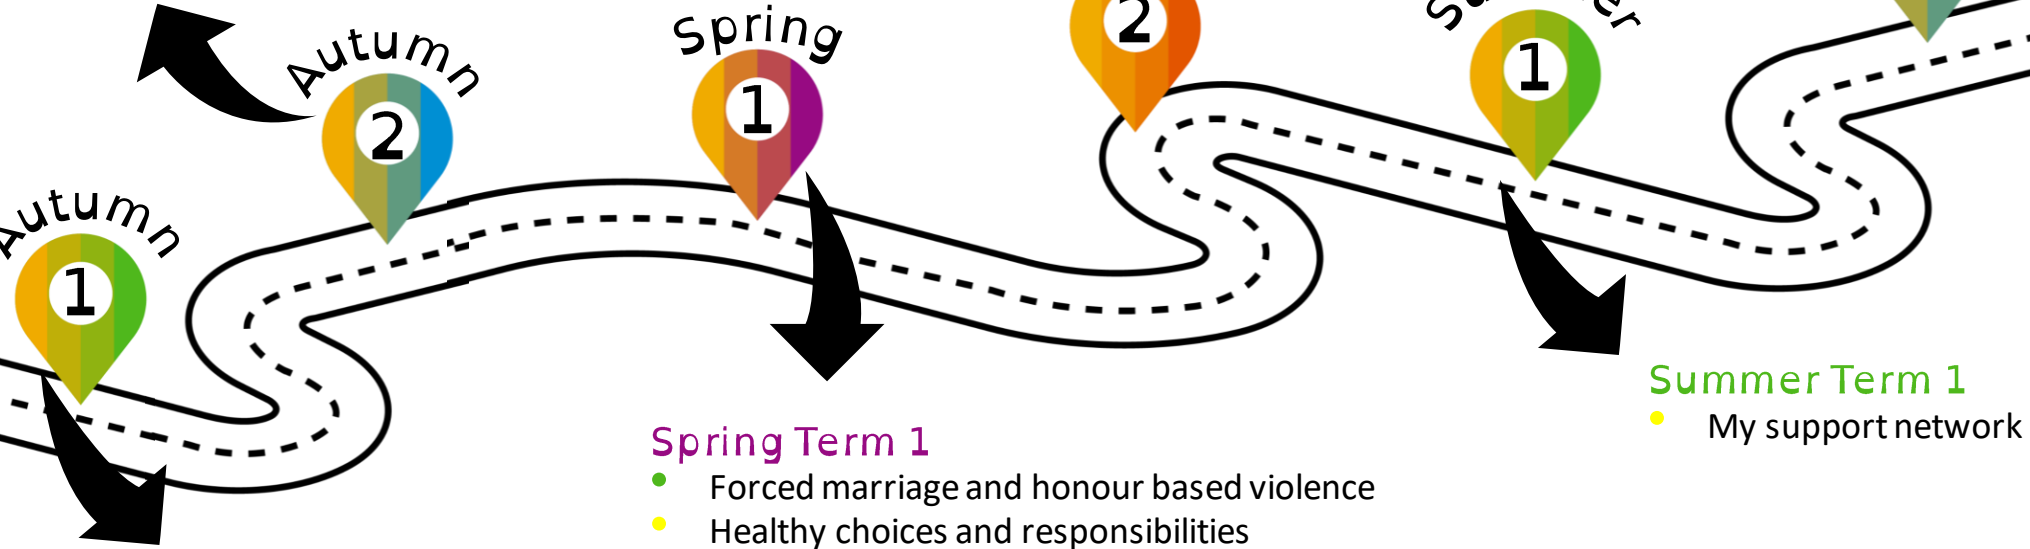 Autumn
1
Autumn
2
Spring
1
2
1
Spring Term 1
Forced marriage and honour based violence
Healthy choices and responsibilities
Summer Term 1
My support network